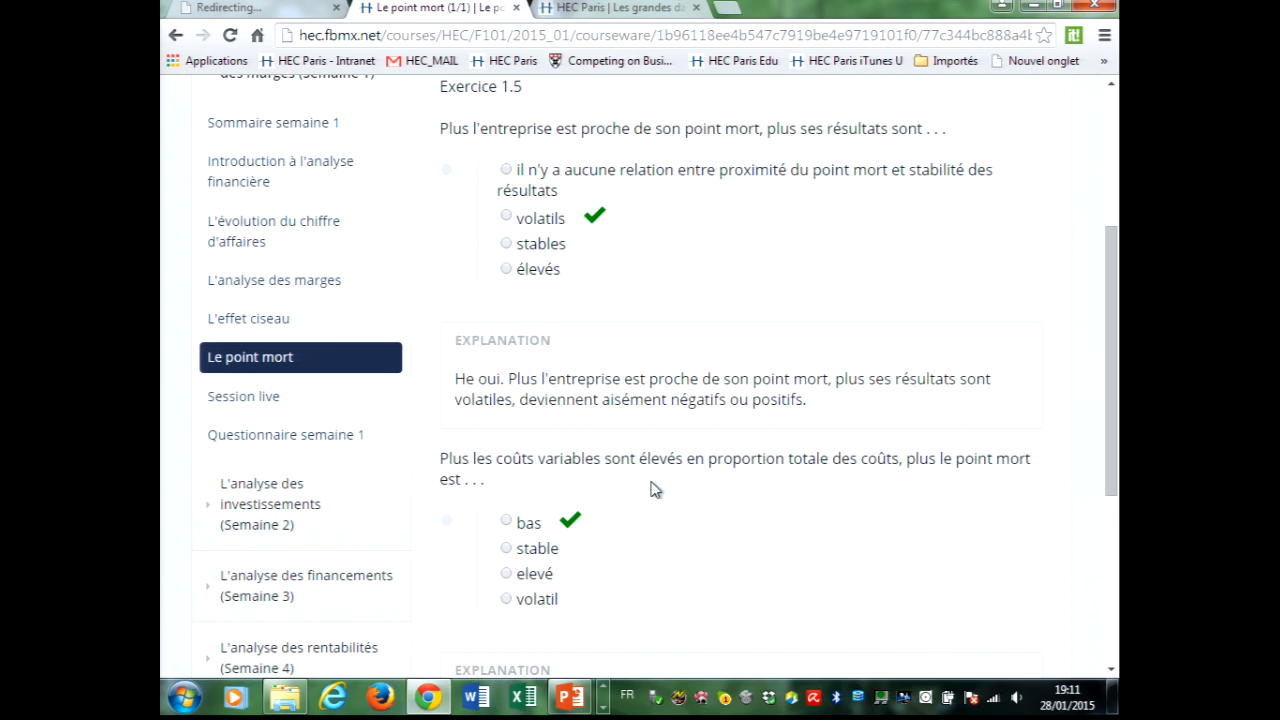 Redirecting...
Le point mort (1/1) | Le po
HEC Paris | Les grandes d
hec.fbmx.net/courses/HEC/F101/2015_01/courseware/1b96118ee4b547c7919be4e9719101f0/77c344bc888a4b
it!
Applications
HEC Paris - Intranet
HEC_MAIL
HEC Paris
Competing on Busi...
HEC Paris Edu
HEC Paris iTunes U
Importés
Nouvel onglet
»
des marges (Semaine 1)
Sommaire semaine 1
Introduction à l'analyse
financière
L'évolution du chiffre
d'affaires
L'analyse des marges
L'effet ciseau
Le point mort
Session live
Questionnaire semaine 1
L'analyse des
investissements
(Semaine 2)
L'analyse des financements
(Semaine 3)
L'analyse des rentabilités
(Semaine 4)
Exercice 1.5
Plus l'entreprise est proche de son point mort, plus ses résultats sont . . .
il n'y a aucune relation entre proximité du point mort et stabilité des
résultats
volatils
stables
élevés
EXPLANATION
He oui. Plus l'entreprise est proche de son point mort, plus ses résultats sont
volatiles, deviennent aisément négatifs ou positifs.
Plus les coûts variables sont élevés en proportion totale des coûts, plus le point mort
est . . .
bas
stable
elevé
volatil
EXPLANATION
FR
19:11
28/01/2015